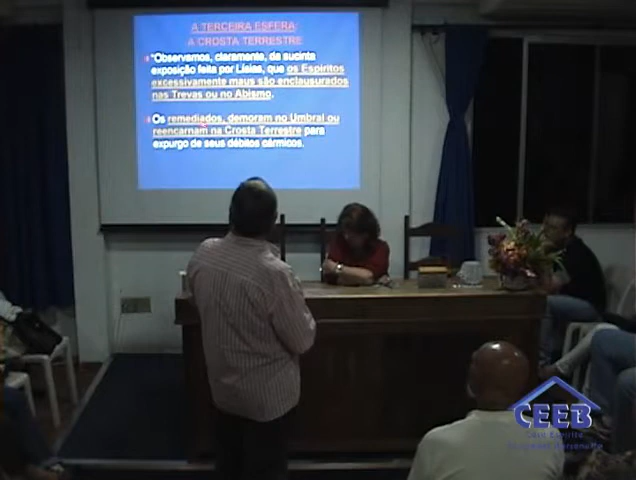 A TERCEIRA ESFERA:
A CROSTA TERRESTRE
"Observamos, claramente, da sucinta
exposição feita por Lísias, que os Espíritos
excessivamente maus são enclausurados
nas Trevas ou no Abismo.
Os remediados, demoram no Umbral ou
reencarnam na Crosta Terrestre para
expurgo de seus débitos cármicos.
CEEB
Casa Espírita